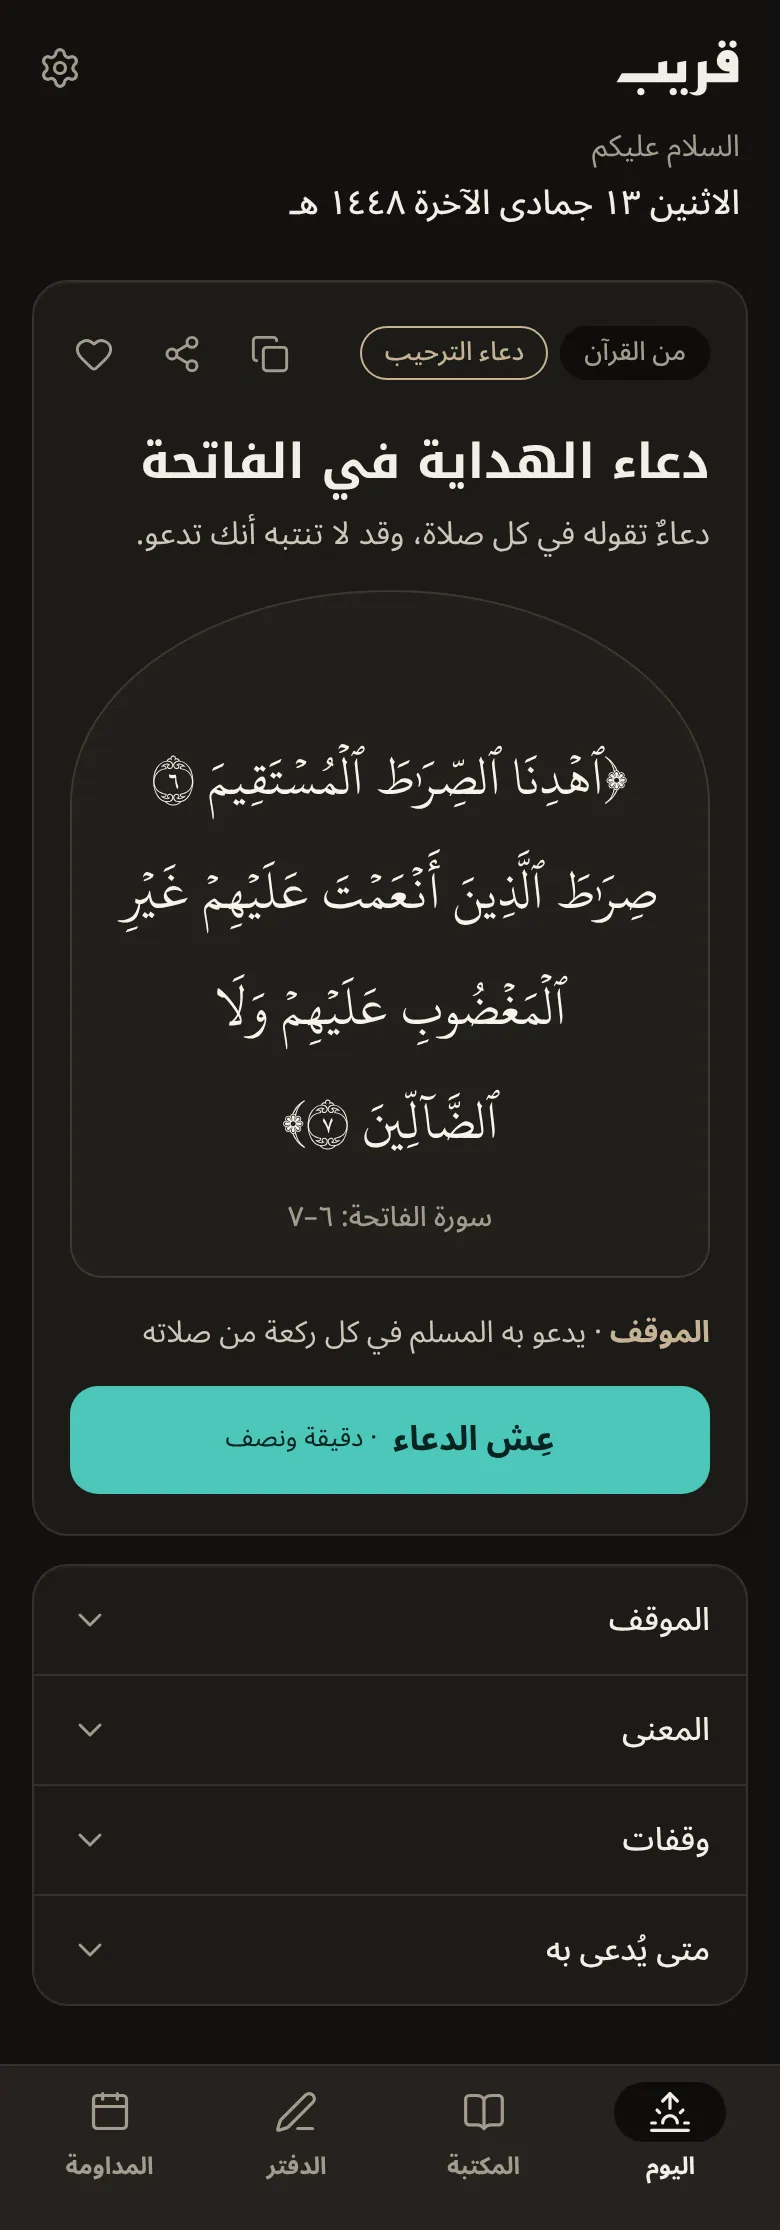 قريب
السلام عليكم
الاثنين ١٣ جمادى الآخرة ١٤٤٨ هـ
من القرآن
دعاء الترحيب
دعاء الهداية في الفاتحة
دعاءٌ تقوله في كل صلاة، وقد لا تنتبه أنك تدعو.
﴿ٱهۡدِنَا ٱلصِّرَٰطَ ٱلۡمُسۡتَقِيمَ ٦
صِرَٰطَ ٱلَّذِينَ أَنۡعَمۡتَ عَلَيۡهِمۡ غَيۡرِ
ٱلۡمَغۡضُوبِ عَلَيۡهِمۡ وَلَا
ٱلضَّآلِّينَ ٧﴾
سورة الفاتحة: ٦–٧
الموقف · يدعو به المسلم في كل ركعة من صلاته
عِش الدعاء · دقيقة ونصف
الموقف
المعنى
وقفات
متى يُدعى به
اليوم
المكتبة
الدفتر
المداومة